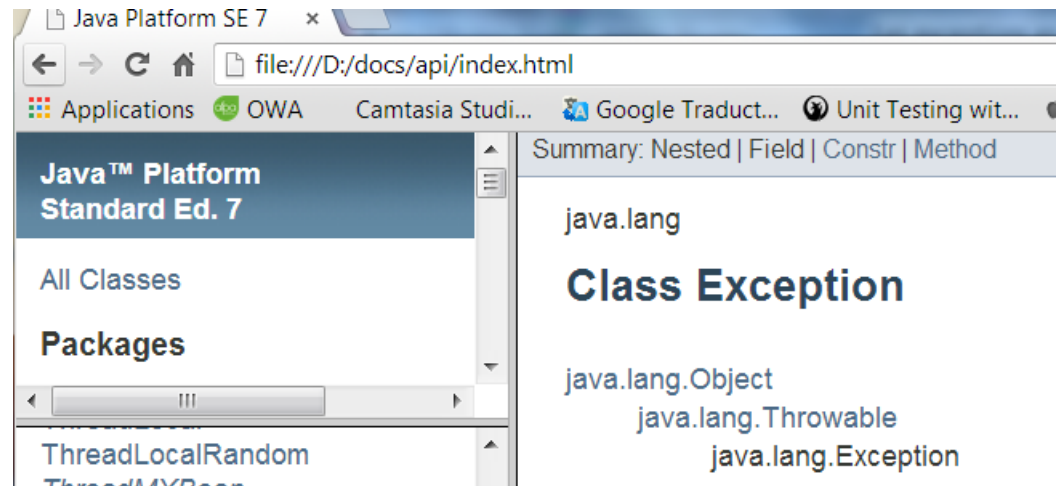 Java Platform SE 7
file:///D:/docs/api/index.html
Applications OWA Camtasia Studi... Google Traduct... Unit Testing wit...
Java™ Platform
Standard Ed. 7
All Classes
Packages
ThreadLocal
ThreadLocalRandom
ThreadMXBean
Summary: Nested | Field | Constr | Method
java.lang
Class Exception
java.lang.Object
java.lang.Throwable
java.lang.Exception